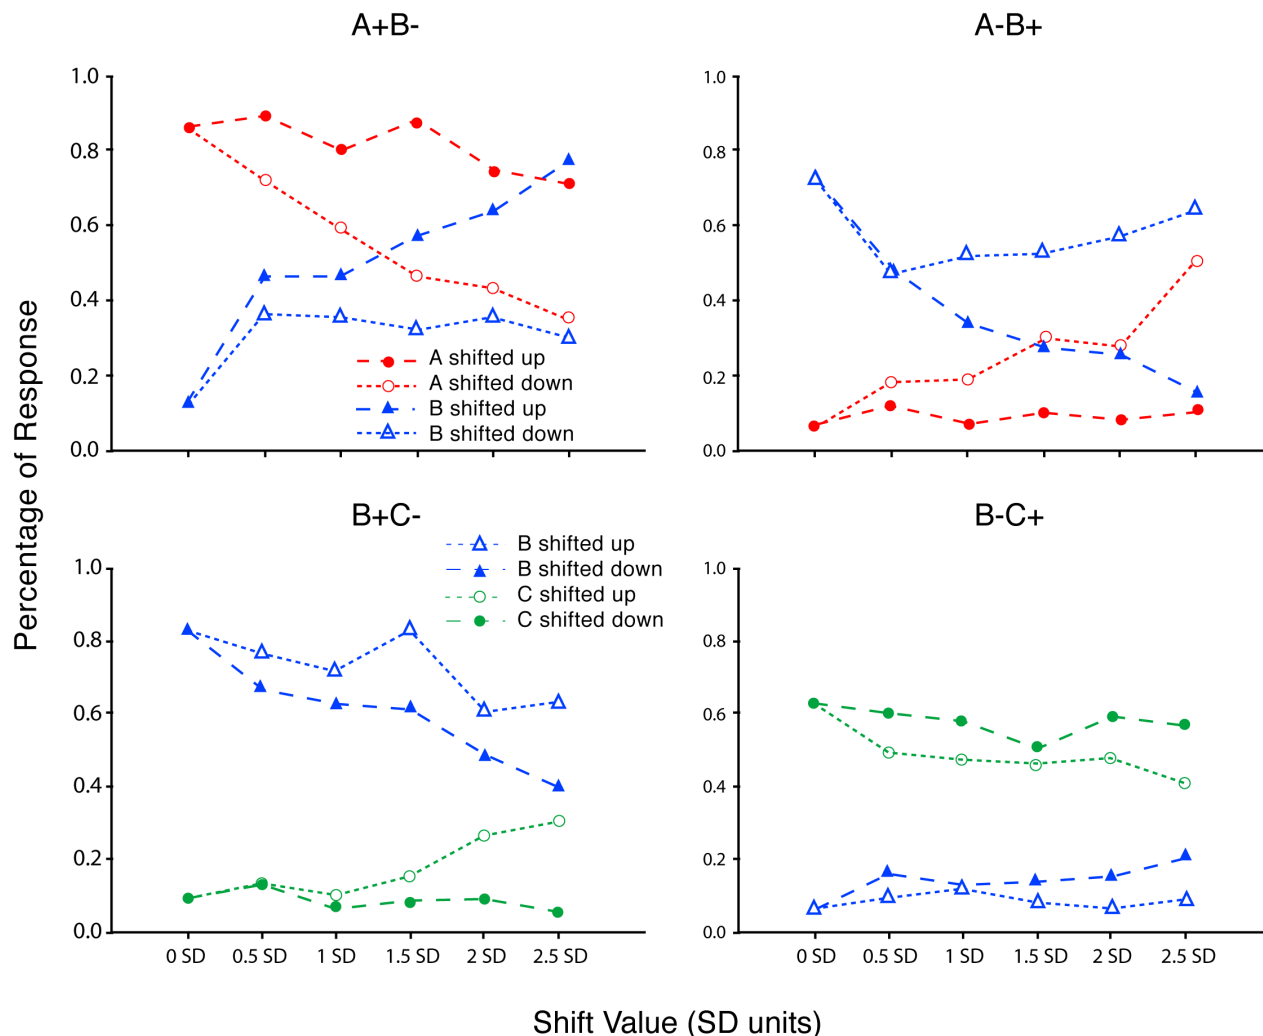 A+B-
A-B+
1.0
0.8
0.6
0.4
0.2
0.0
A shifted up
A shifted down
B shifted up
B shifted down
1.0
0.8
0.6
0.4
0.2
0.0
Percentage of Response
B+C-
B-C+
B shifted up
B shifted down
C shifted up
C shifted down
1.0
0.8
0.6
0.4
0.2
0.0
0 SD 0.5 SD 1 SD 1.5 SD 2 SD 2.5 SD
1.0
0.8
0.6
0.4
0.2
0.0
0 SD 0.5 SD 1 SD 1.5 SD 2 SD 2.5 SD
Shift Value (SD units)